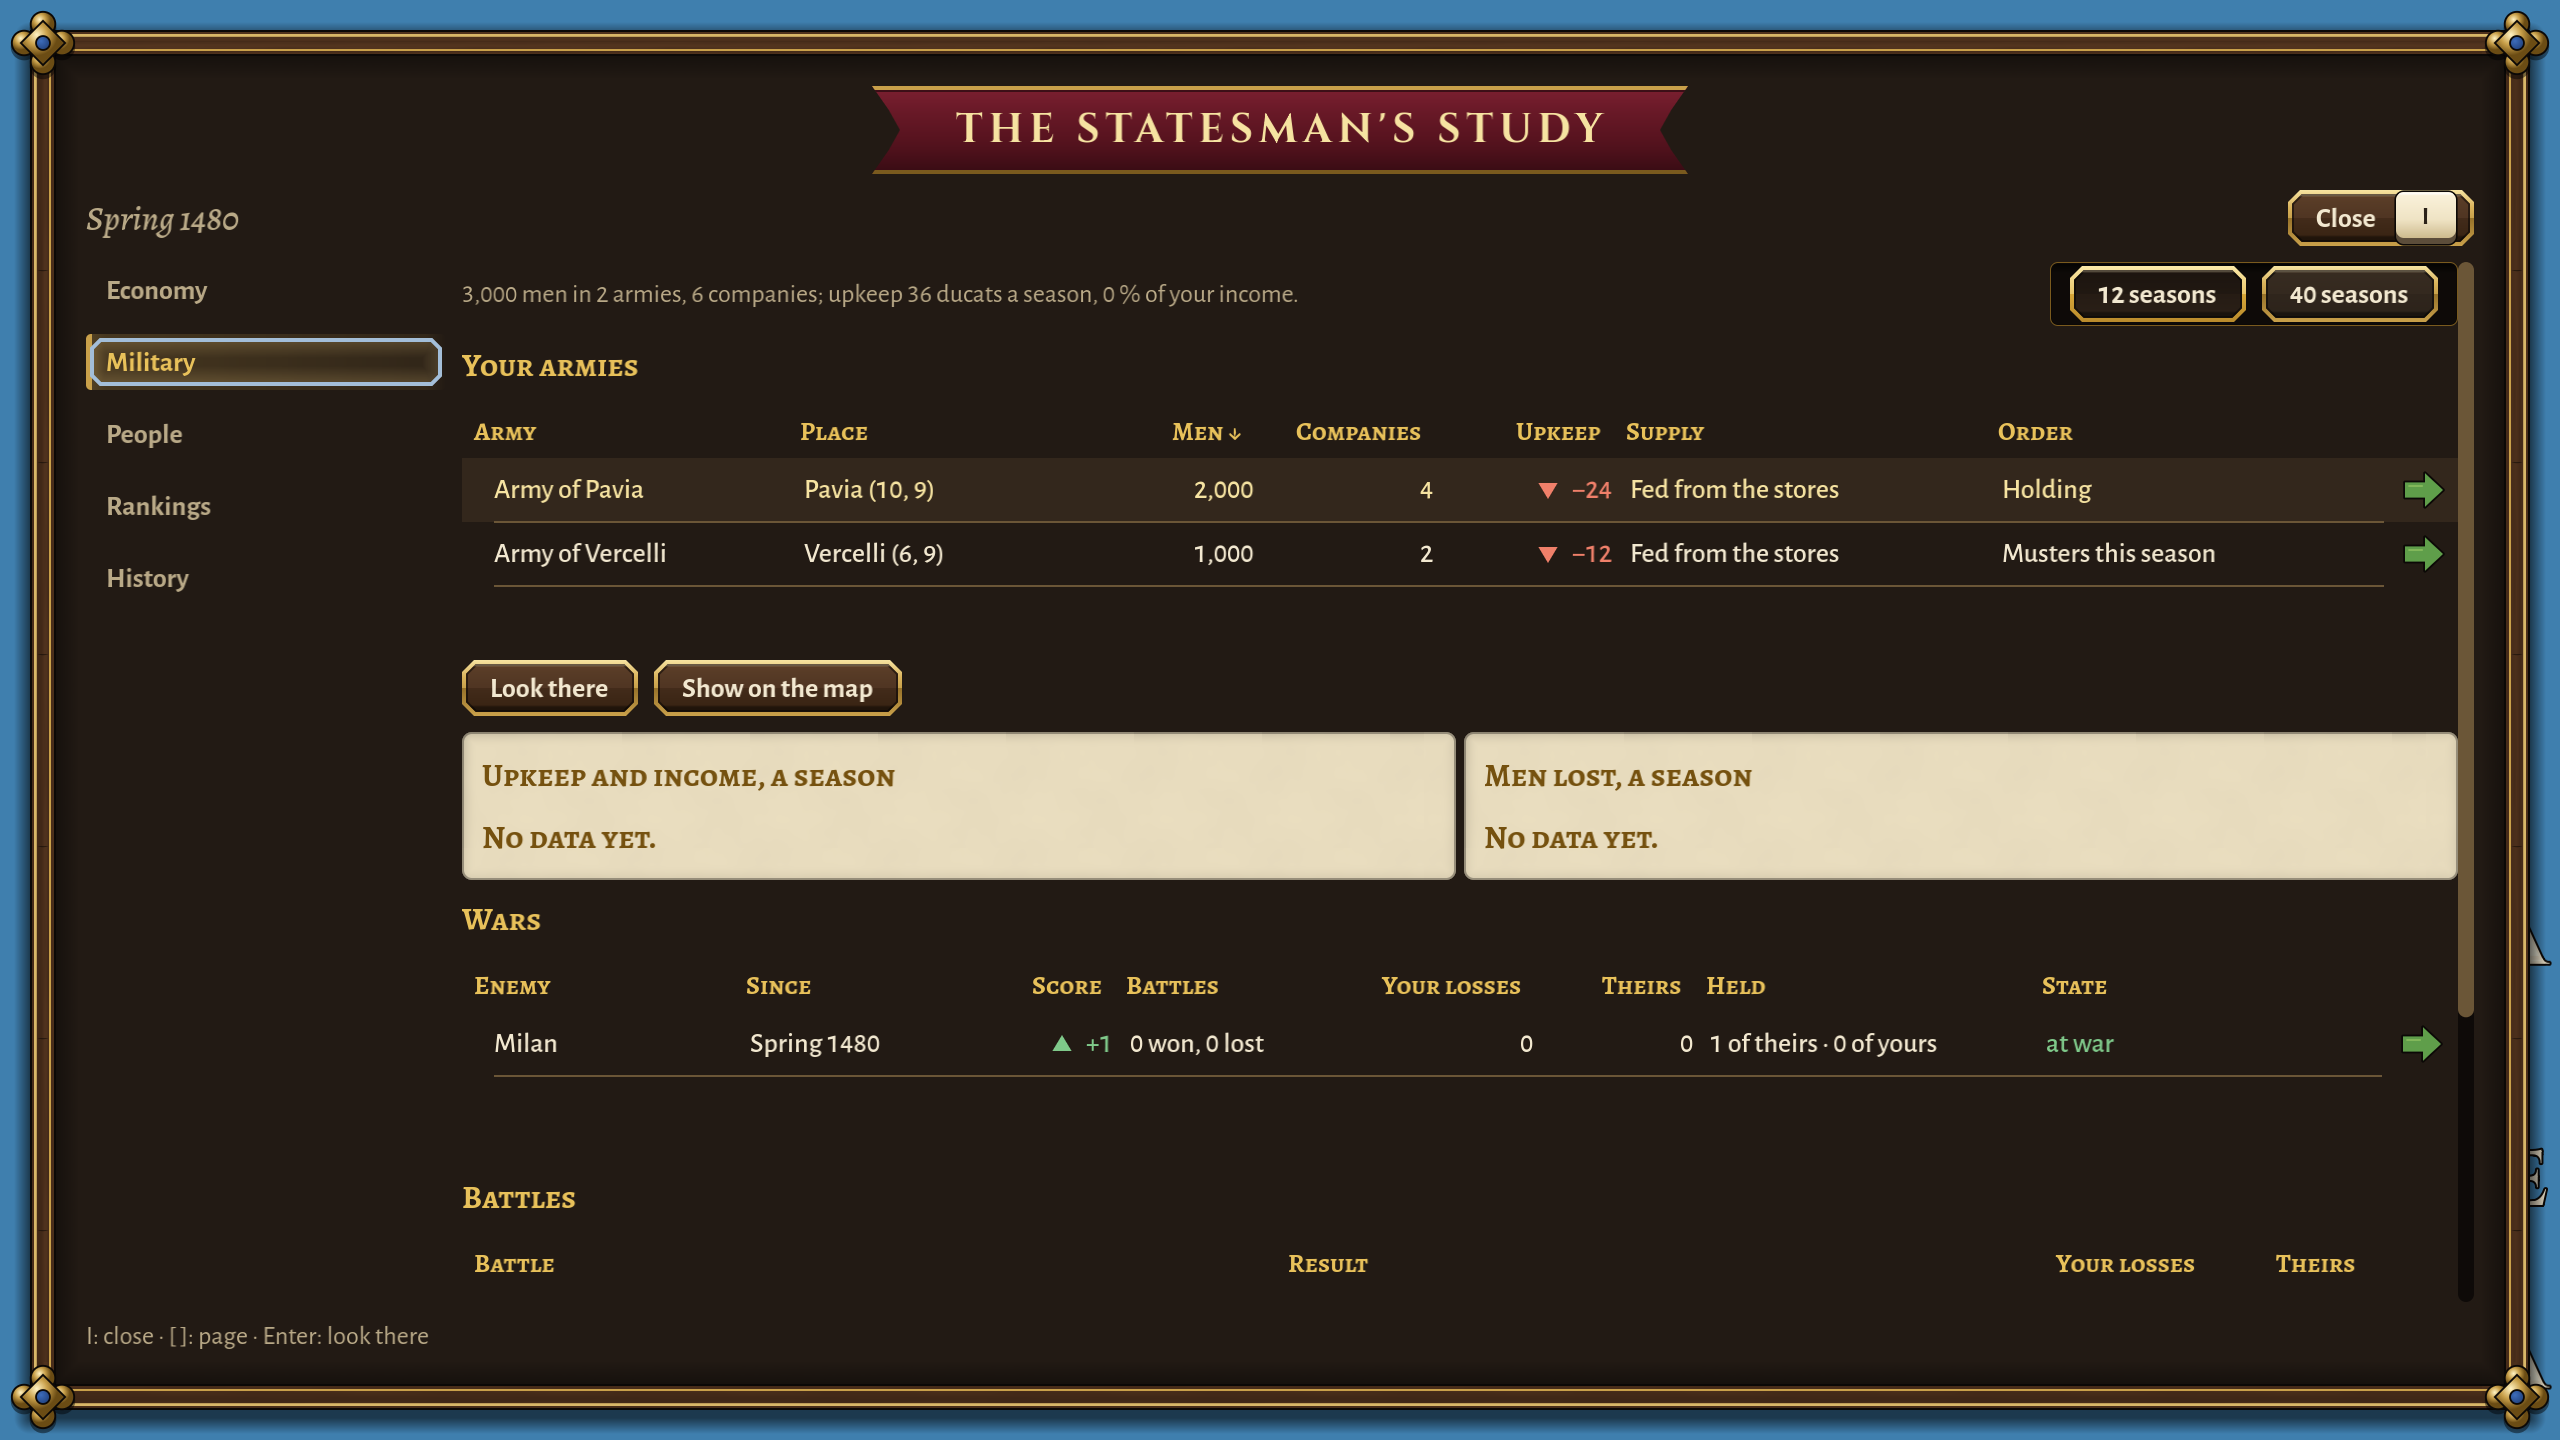 THE STATESMAN'S STUDY
Spring 1480
Close I
Economy
Military
People
Rankings
History
3,000 men in 2 armies, 6 companies; upkeep 36 ducats a season, 0 % of your income.
12 seasons 40 seasons
Your armies
Army Place Men ↓ Companies Upkeep Supply Order
Army of Pavia Pavia (10, 9) 2,000 4 ▼ −24 Fed from the stores Holding
Army of Vercelli Vercelli (6, 9) 1,000 2 ▼ −12 Fed from the stores Musters this season
Look there Show on the map
Upkeep and income, a season
No data yet.
Men lost, a season
No data yet.
Wars
Enemy Since Score Battles Your losses Theirs Held State
Milan Spring 1480 ▲ +1 0 won, 0 lost 0 0 1 of theirs · 0 of yours at war
Battles
Battle Result Your losses Theirs
I: close · [ ]: page · Enter: look there